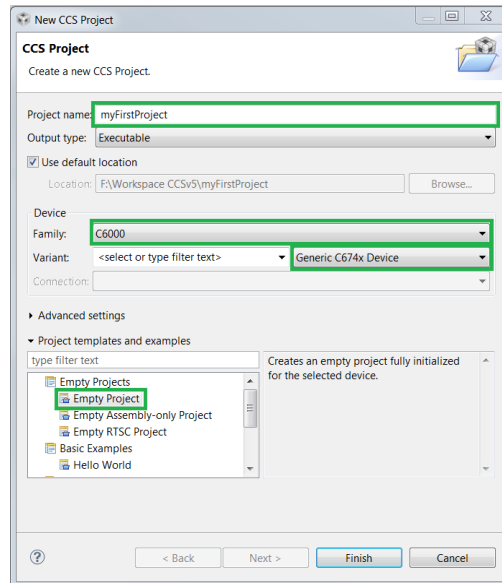 New CCS Project
CCS Project
Create a new CCS Project.
Project name: myFirstProject
Output type: Executable
Use default location
Location: F:\Workspace CCSv5\myFirstProject Browse...
Device
Family: C6000
Variant: <select or type filter text> Generic C674x Device
Connection:
Advanced settings
Project templates and examples
type filter text
Creates an empty project fully initialized
for the selected device.
Empty Projects
Empty Project
Empty Assembly-only Project
Empty RTSC Project
Basic Examples
Hello World
? < Back Next > Finish Cancel